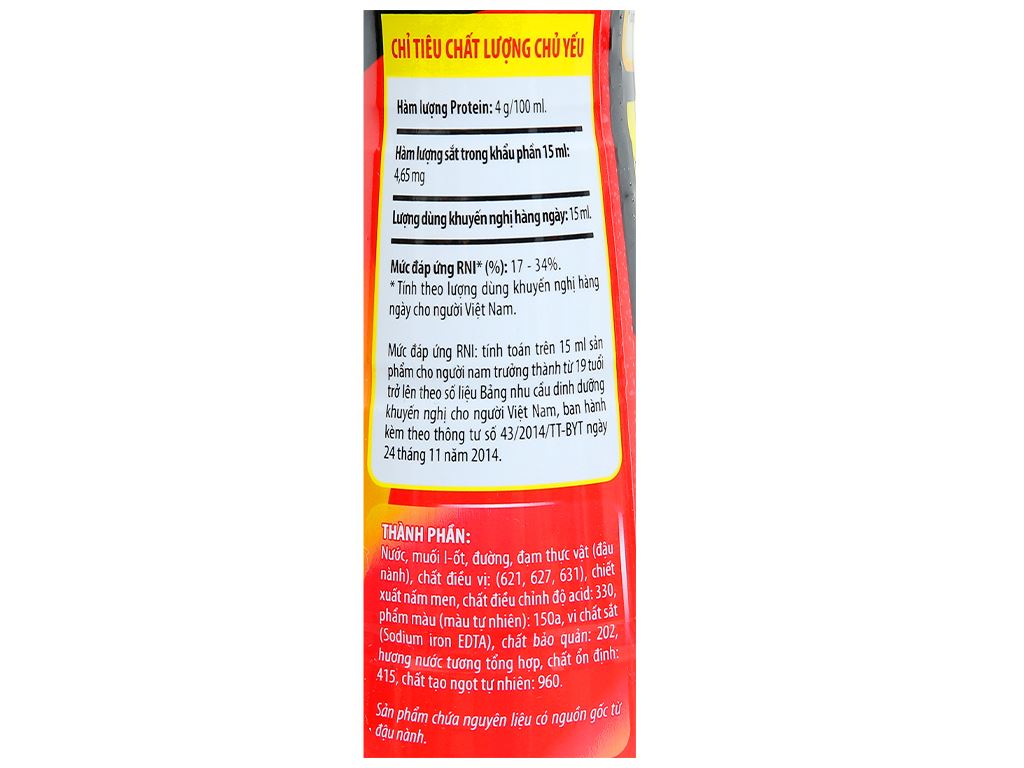 CHỈ TIÊU CHẤT LƯỢNG CHỦ YẾU
Hàm lượng Protein: 4 g/100 ml.
Hàm lượng sắt trong khẩu phần 15 ml:
4,65 mg
Lượng dùng khuyến nghị hàng ngày: 15 ml.
Mức đáp ứng RNI* (%): 17 - 34%.
* Tính theo lượng dùng khuyến nghị hàng
ngày cho người Việt Nam.
Mức đáp ứng RNI: tính toán trên 15 ml sản
phẩm cho người nam trưởng thành từ 19 tuổi
trở lên theo số liệu Bảng nhu cầu dinh dưỡng
khuyến nghị cho người Việt Nam, ban hành
kèm theo thông tư số 43/2014/TT-BYT ngày
24 tháng 11 năm 2014.
THÀNH PHẦN:
Nước, muối I-ốt, đường, đạm thực vật (đậu
nành), chất điều vị: (621, 627, 631), chiết
xuất nấm men, chất điều chỉnh độ acid: 330,
phẩm màu (màu tự nhiên): 150a, vi chất sắt
(Sodium iron EDTA), chất bảo quản: 202,
hương nước tương tổng hợp, chất ổn định:
415, chất tạo ngọt tự nhiên: 960.
Sản phẩm chứa nguyên liệu có nguồn gốc từ
đậu nành.